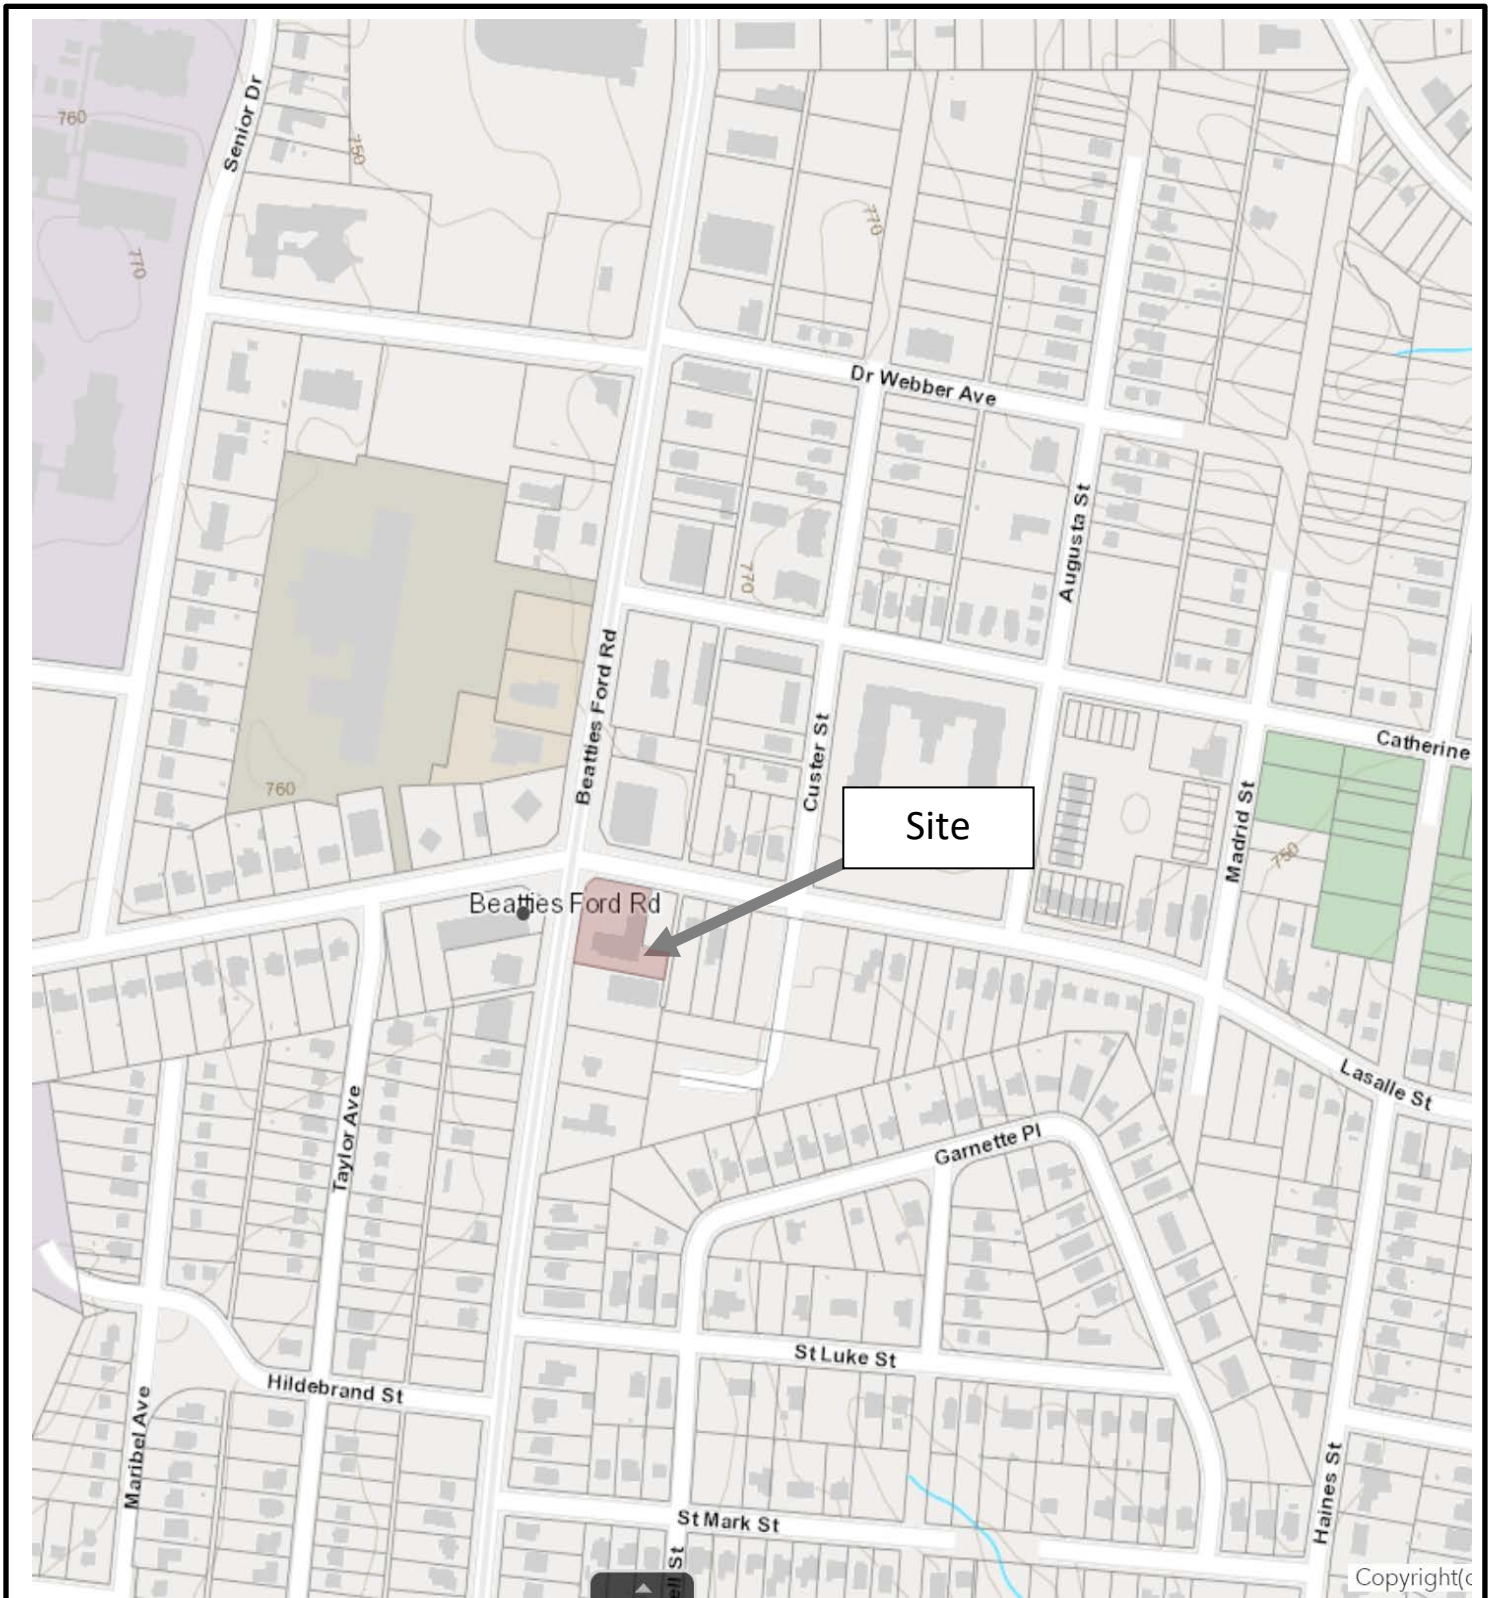 Senior Dr
760
750
770
770
Dr Webber Ave
Augusta St
770
Beatties Ford Rd
Custer St
Catherine
760
Site
Madrid St
750
Beatties Ford Rd
Lasalle St
Taylor Ave
Garnette Pl
St Luke St
Hildebrand St
Maribel Ave
Haines St
St Mark St
ell St
Copyright(c